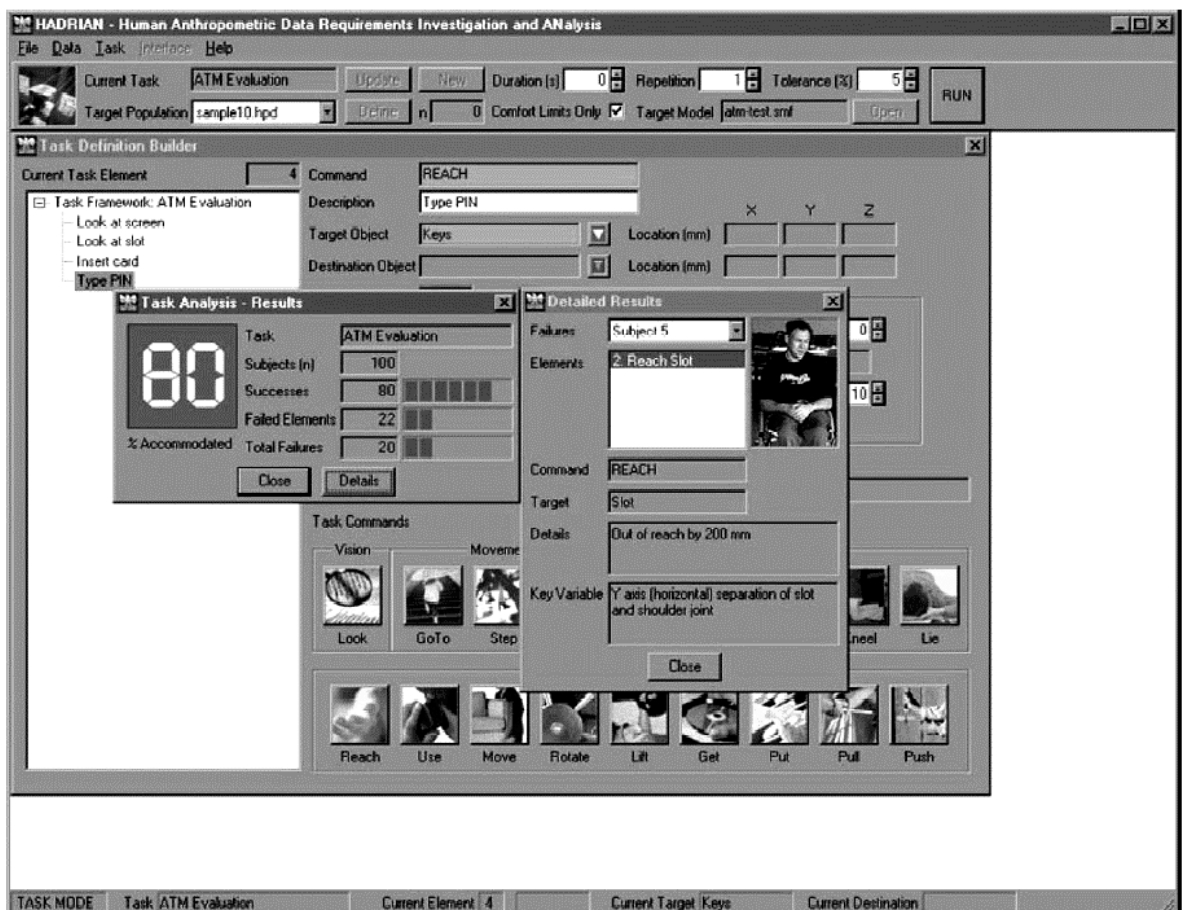 HADRIAN - Human Anthropometric Data Requirements Investigation and ANalysis
File Data Task Interface Help
Current Task ATM Evaluation Update New Duration (s) 0 Repetition 1 Tolerance (%) 5 RUN
Target Population sample10.hpd Define n 0 Comfort Limits Only Target Model atm-test.smf Open
Task Definition Builder
Current Task Element 4 Command REACH
Task Framework: ATM Evaluation Description Type PIN X Y Z
Look at screen
Look at slot Target Object Keys Location (mm)
Insert card Destination Object Location (mm)
Type PIN
Task Analysis - Results
80
% Accommodated
Task ATM Evaluation
Subjects (n) 100
Successes 80
Failed Elements 22
Total Failures 20
Close Details
Detailed Results
Failures Subject 5
Elements 2: Reach Slot
Command REACH
Target Slot
Details Out of reach by 200 mm
Key Variable Y axis (horizontal) separation of slot
and shoulder joint
Close
0
10
Task Commands
Vision Moveme
Look GoTo Step neel Lie
Reach Use Move Rotate Lift Get Put Pull Push
TASK MODE Task ATM Evaluation Current Element 4 Current Target Keys Current Destination